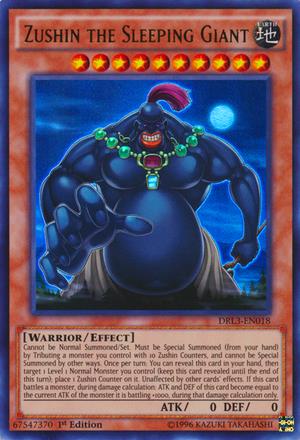 ZUSHIN THE SLEEPING GIANT
EARTH
地
DRL3-EN018
[WARRIOR/EFFECT]
Cannot be Normal Summoned/Set. Must be Special Summoned (from your hand)
by Tributing a monster you control with 10 Zushin Counters, and cannot be Special
Summoned by other ways. Once per turn: You can reveal this card in your hand, then
target 1 Level 1 Normal Monster you control (keep this card revealed until the end of
this turn); place 1 Zushin Counter on it. Unaffected by other cards' effects. If this card
battles a monster, during damage calculation: ATK and DEF of this card become equal to
the current ATK of the monster it is battling +1000, during that damage calculation only.
ATK/ 0 DEF/ 0
67547370 1st Edition ©1996 KAZUKI TAKAHASHI